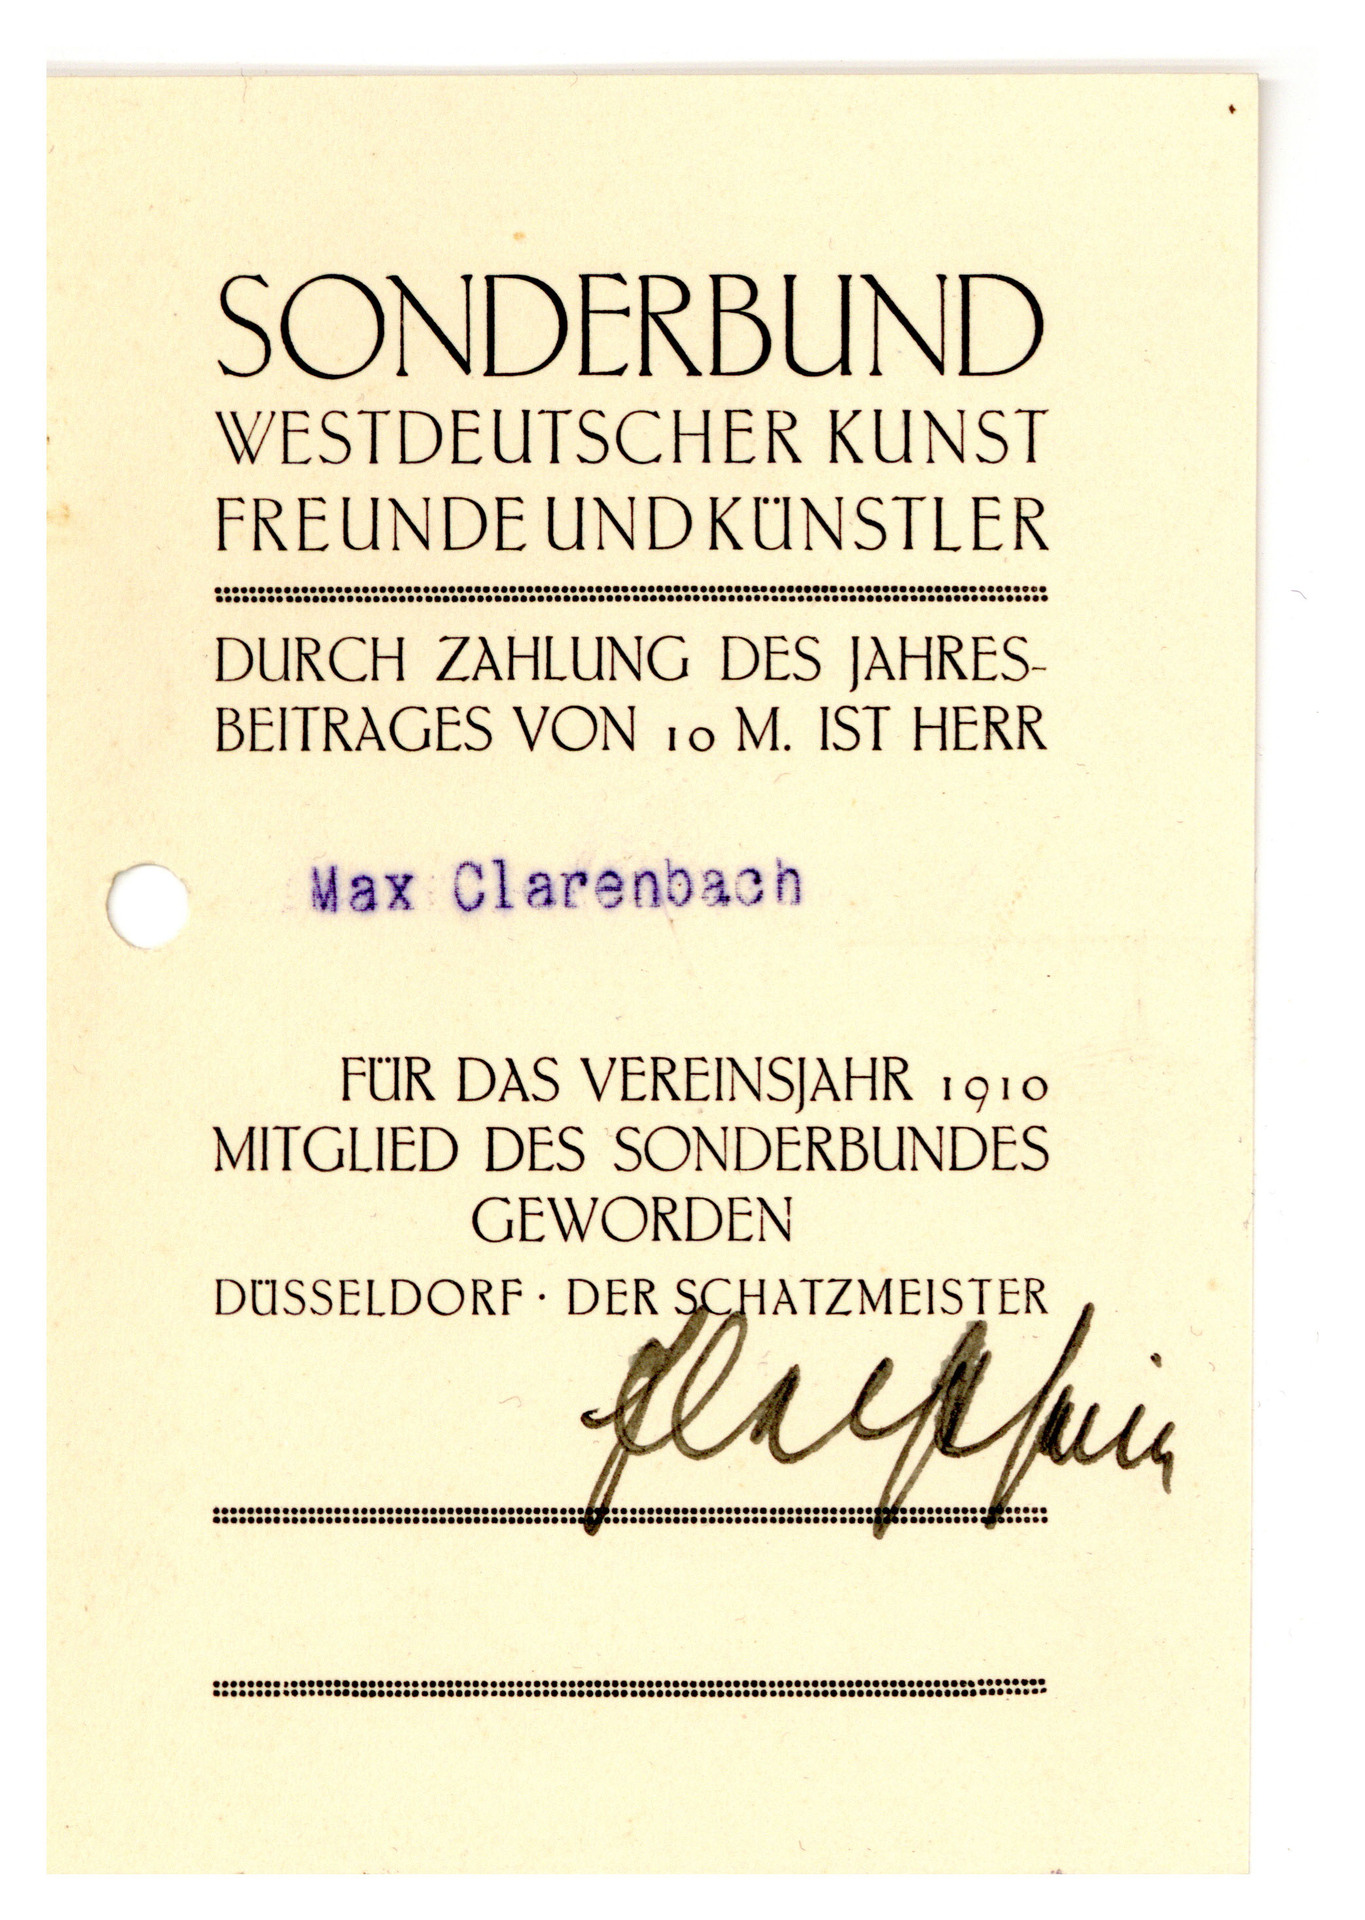 SONDERBUND
WESTDEUTSCHER KUNST
FREUNDE UND KÜNSTLER
DURCH ZAHLUNG DES JAHRES-
BEITRAGES VON 10 M. IST HERR
Max Clarenbach
FÜR DAS VEREINSJAHR 1910
MITGLIED DES SONDERBUNDES
GEWORDEN
DÜSSELDORF · DER SCHATZMEISTER